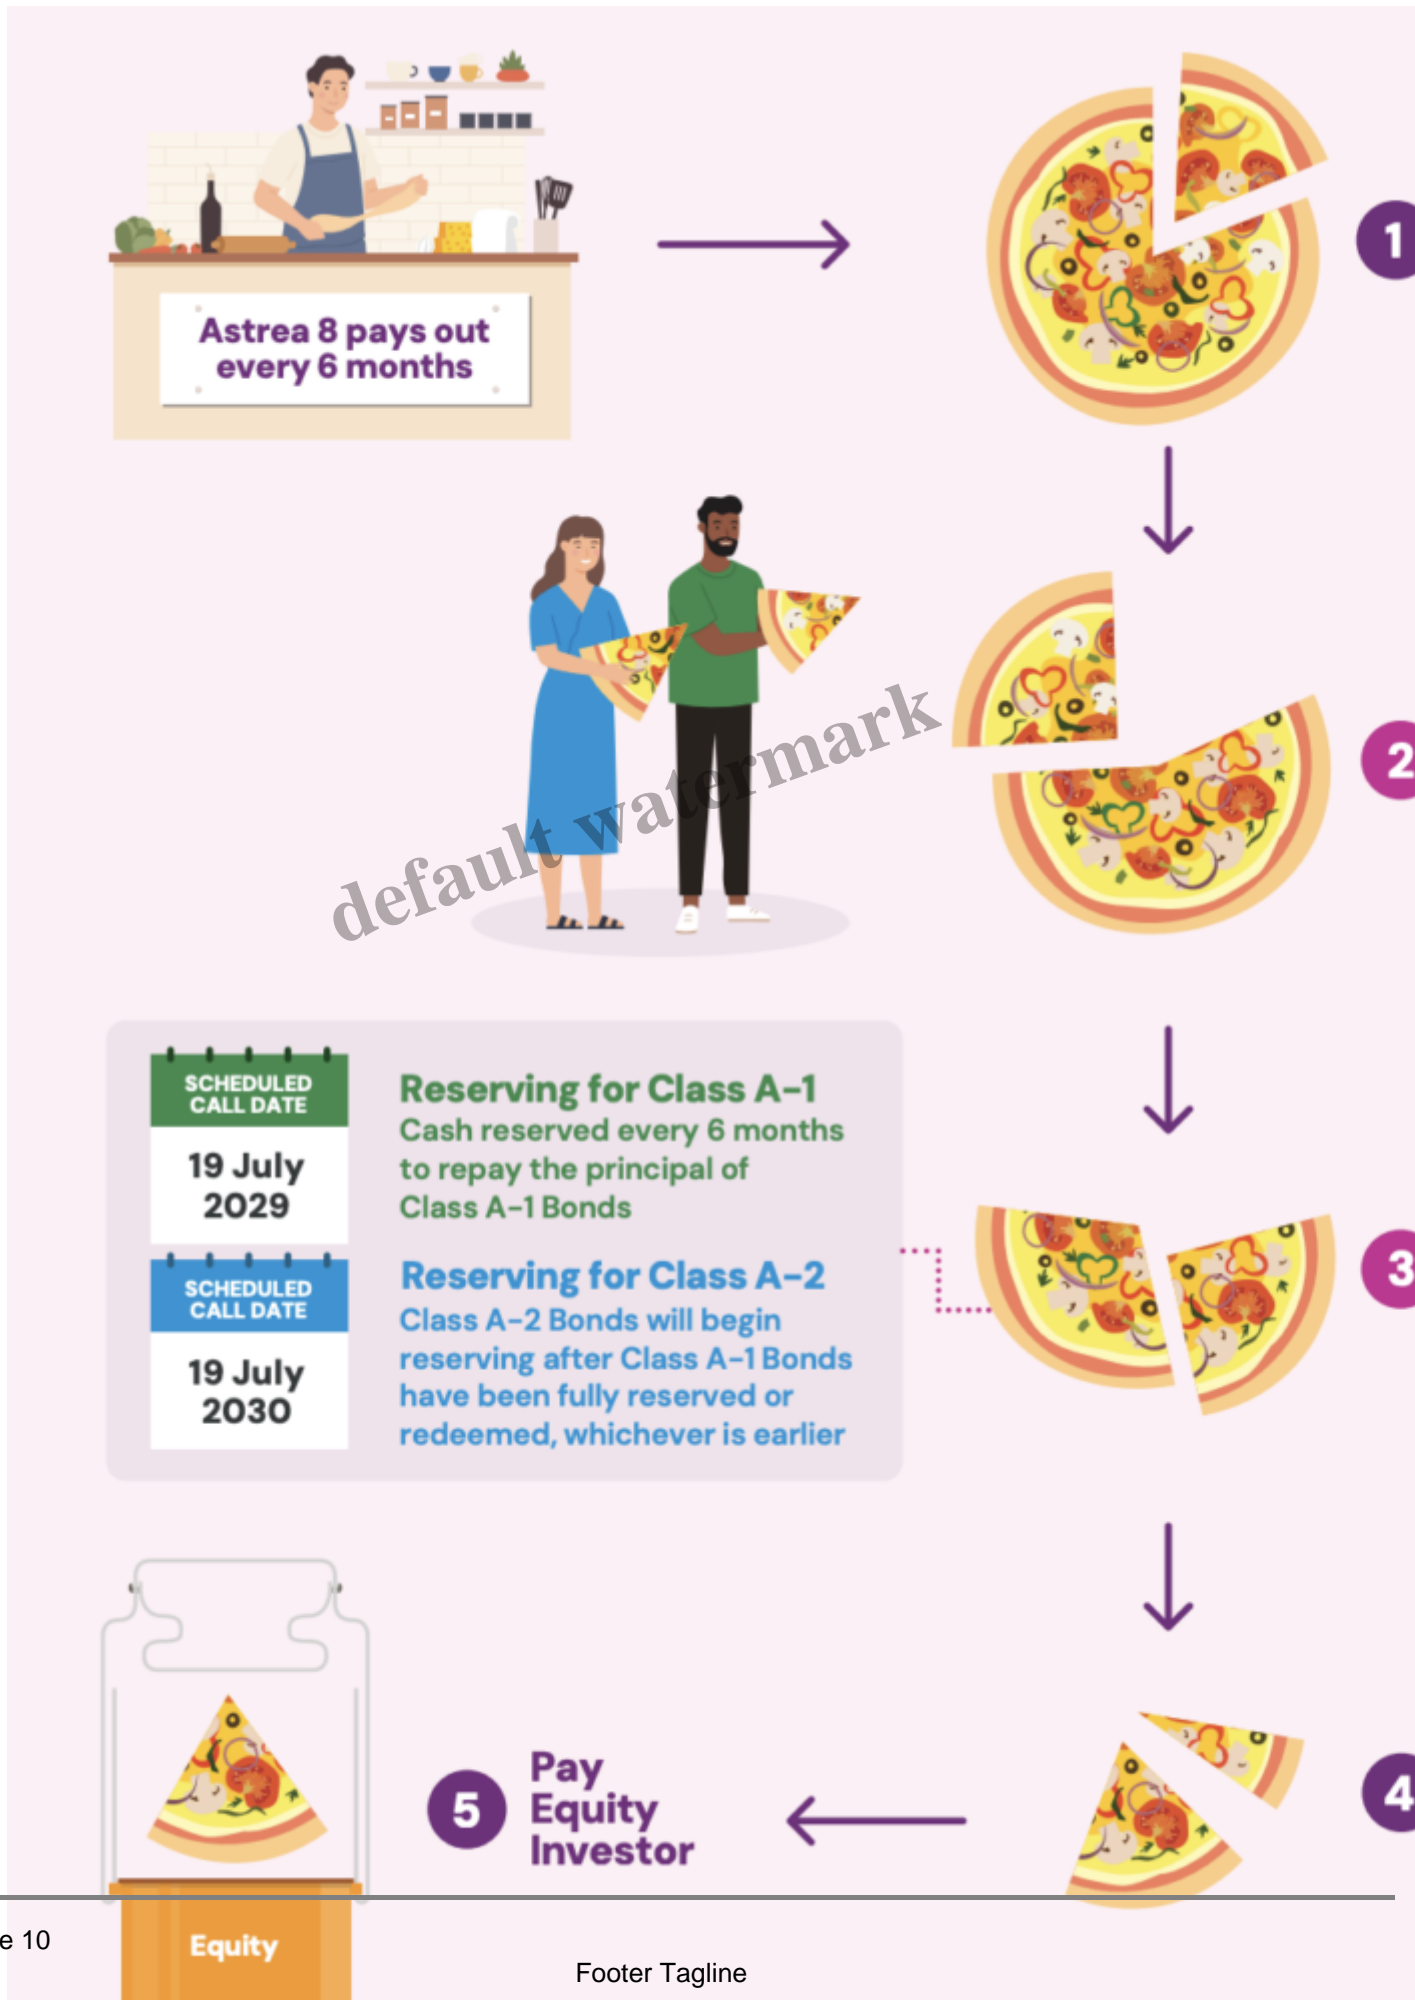 Astrea 8 pays out
every 6 months
1
default watermark
2
SCHEDULED
CALL DATE
19 July
2029
Reserving for Class A-1
Cash reserved every 6 months
to repay the principal of
Class A-1 Bonds
SCHEDULED
CALL DATE
19 July
2030
Reserving for Class A-2
Class A-2 Bonds will begin
reserving after Class A-1 Bonds
have been fully reserved or
redeemed, whichever is earlier
3
4
5
Pay
Equity
Investor
Equity
e 10
Footer Tagline